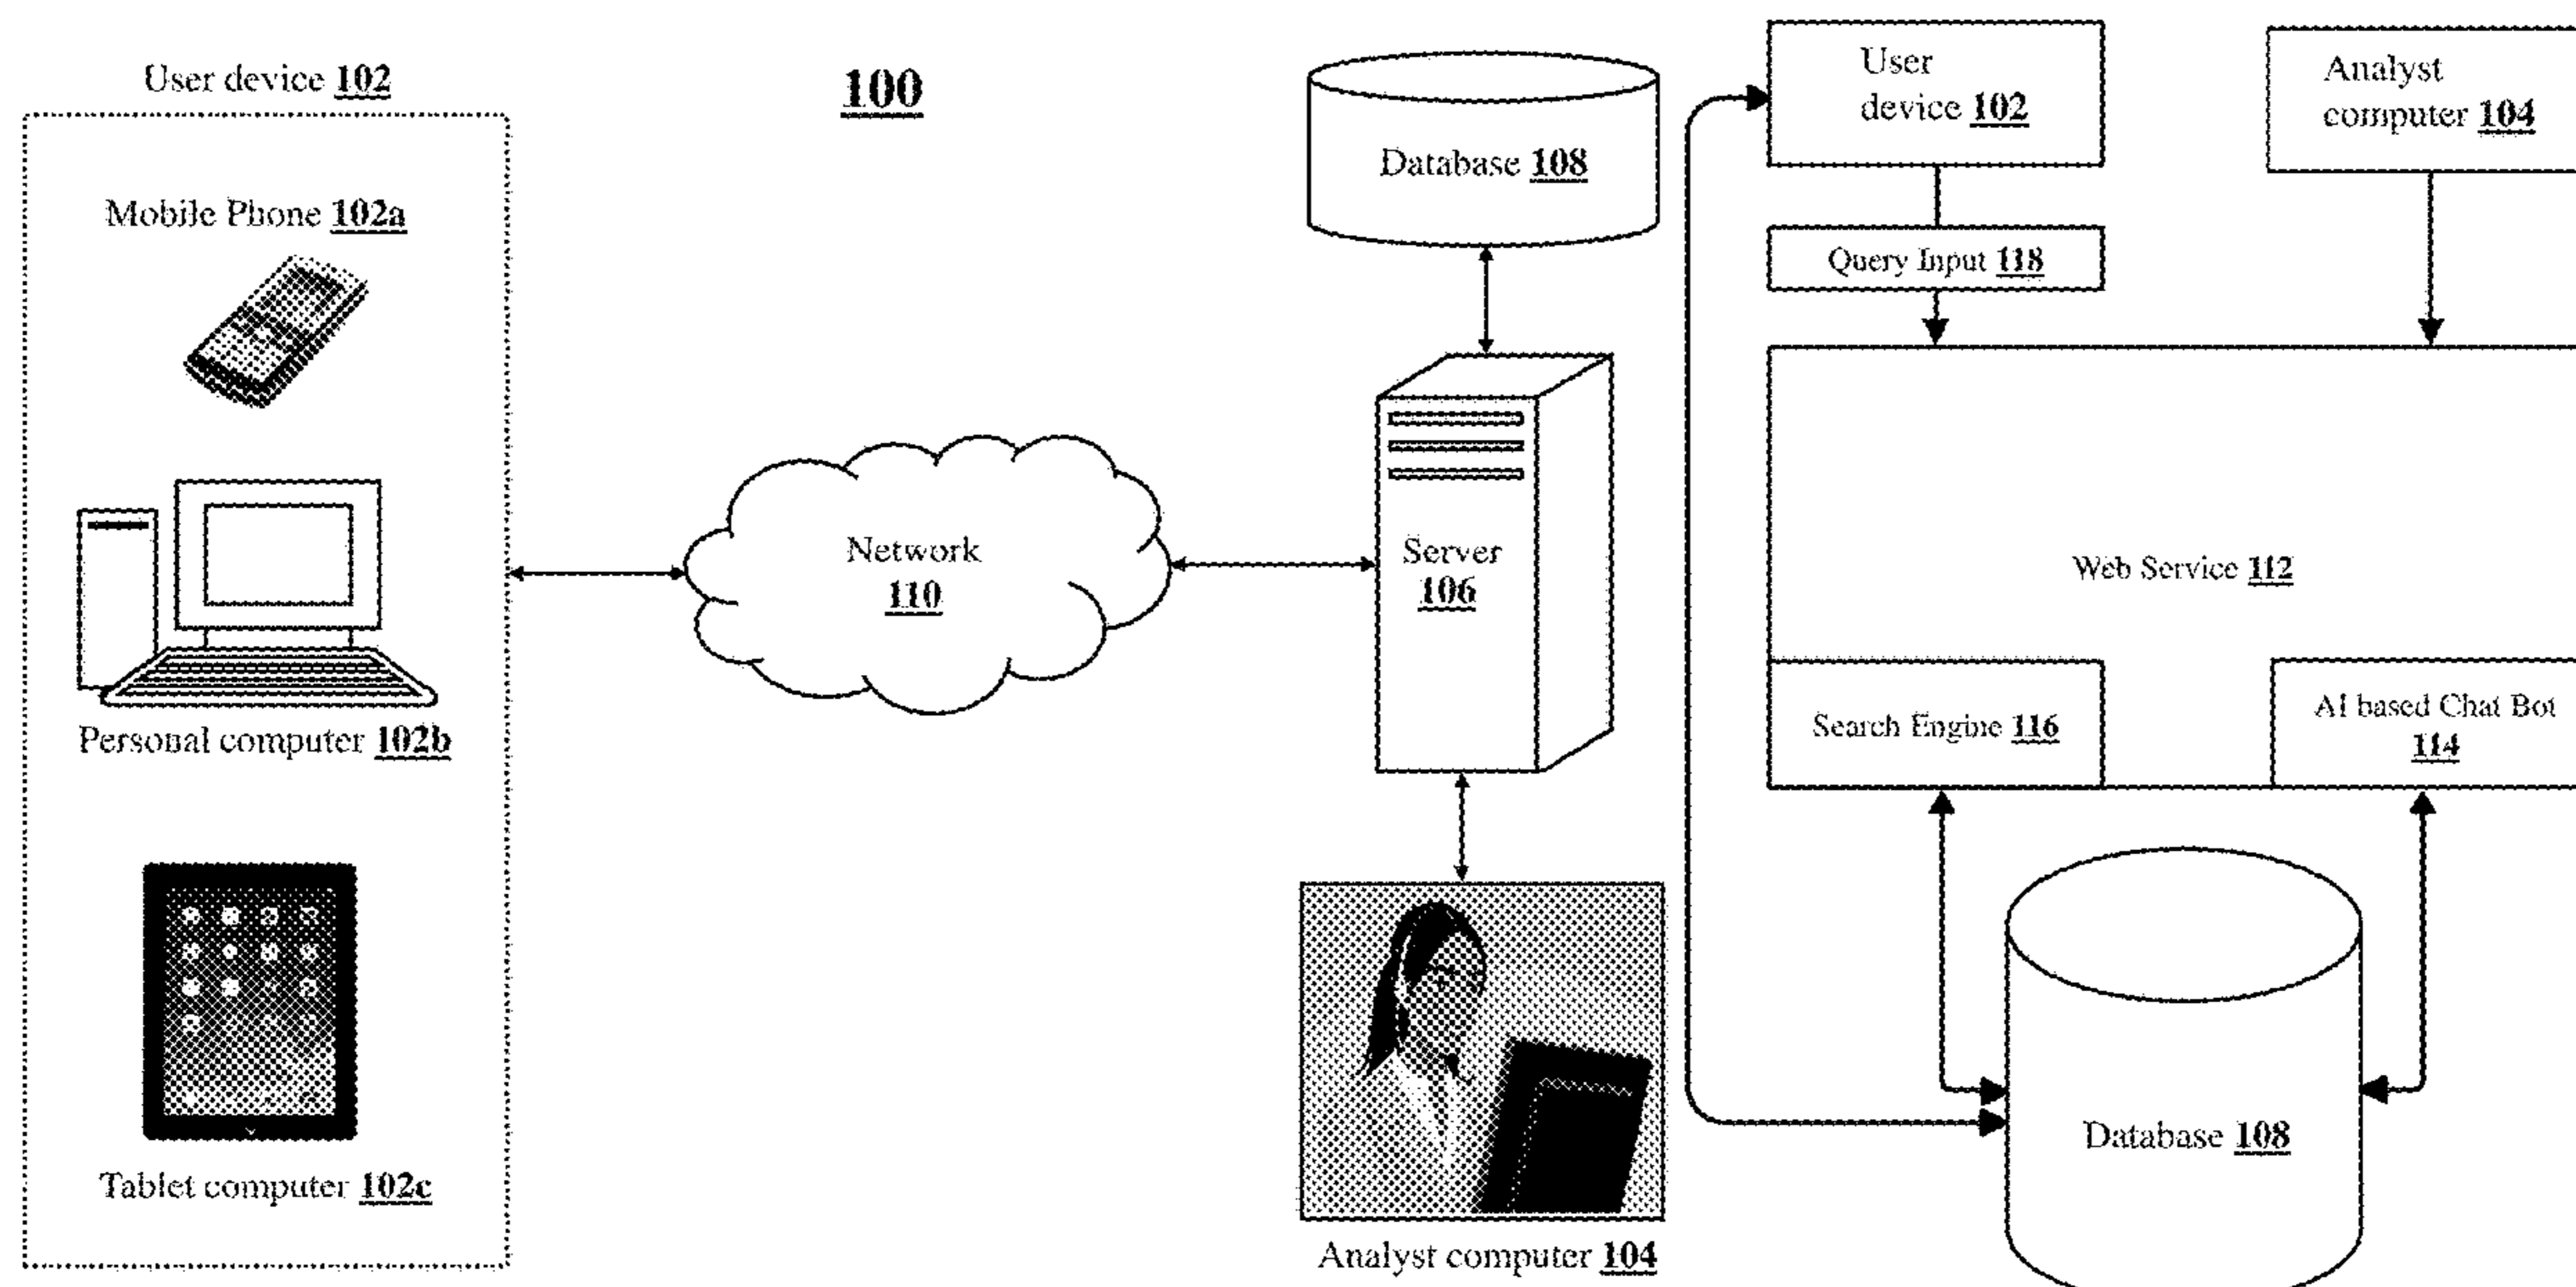 User device 102
100
Mobile Phone 102a
Personal computer 102b
Tablet computer 102c
Network
110
Database 108
Server
106
Analyst computer 104
User
device 102
Analyst
computer 104
Query Input 118
Web Service 112
Search Engine 116
AI based Chat Bot
114
Database 108